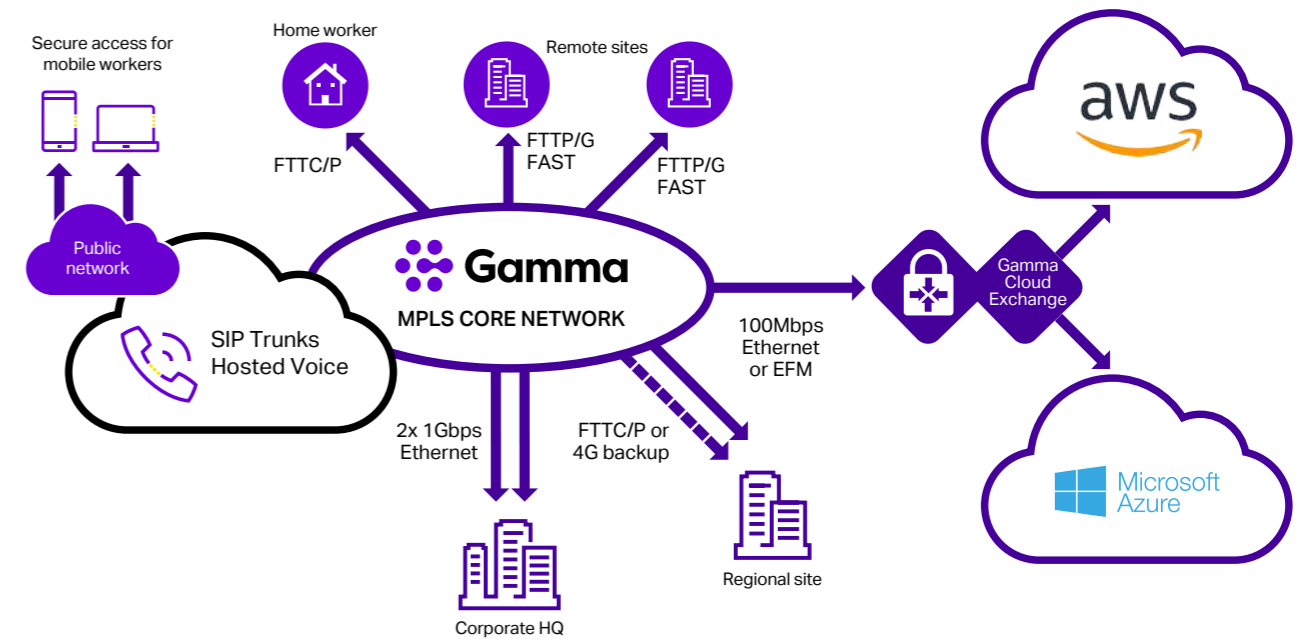 Secure access for
mobile workers
Home worker
Remote sites
FTTC/P
FTTP/G
FAST
FTTP/G
FAST
aws
Public
network
Gamma
MPLS CORE NETWORK
SIP Trunks
Hosted Voice
Gamma
Cloud
Exchange
100Mbps
Ethernet
or EFM
2x 1Gbps
Ethernet
FTTC/P or
4G backup
Microsoft
Azure
Regional site
Corporate HQ